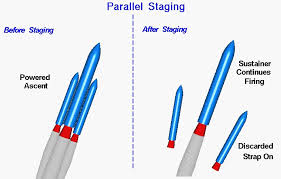 Parallel Staging
Before Staging
After Staging
Powered
Ascent
Sustainer
Continues
Firing
Discarded
Strap On